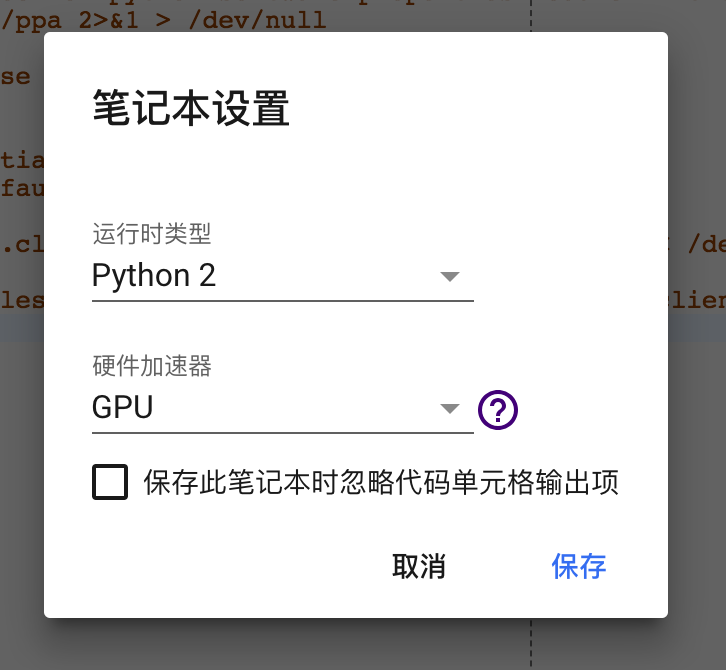 /ppa 2>&1 > /dev/null
se
笔记本设置
tia
fau
运行时类型
.cl
/de
Python 2
les
lien
硬件加速器
GPU
?
保存此笔记本时忽略代码单元格输出项
取消
保存